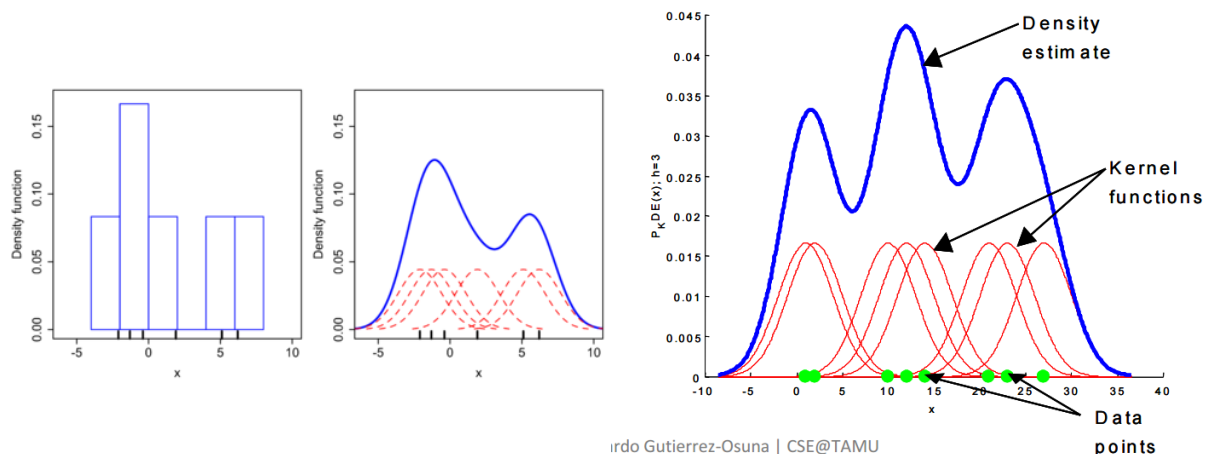 Density function
0.00
0.05
0.10
0.15
-5
0
5
10
x
Density function
0.00
0.05
0.10
0.15
-5
0
5
10
x
0.045
0.04
0.035
0.03
0.025
0.02
0.015
0.01
0.005
0
P KDE(x); h=3
-10
-5
0
5
10
15
20
25
30
35
40
x
Density
estimate
Kernel
functions
Data
points
ardo Gutierrez-Osuna | CSE@TAMU